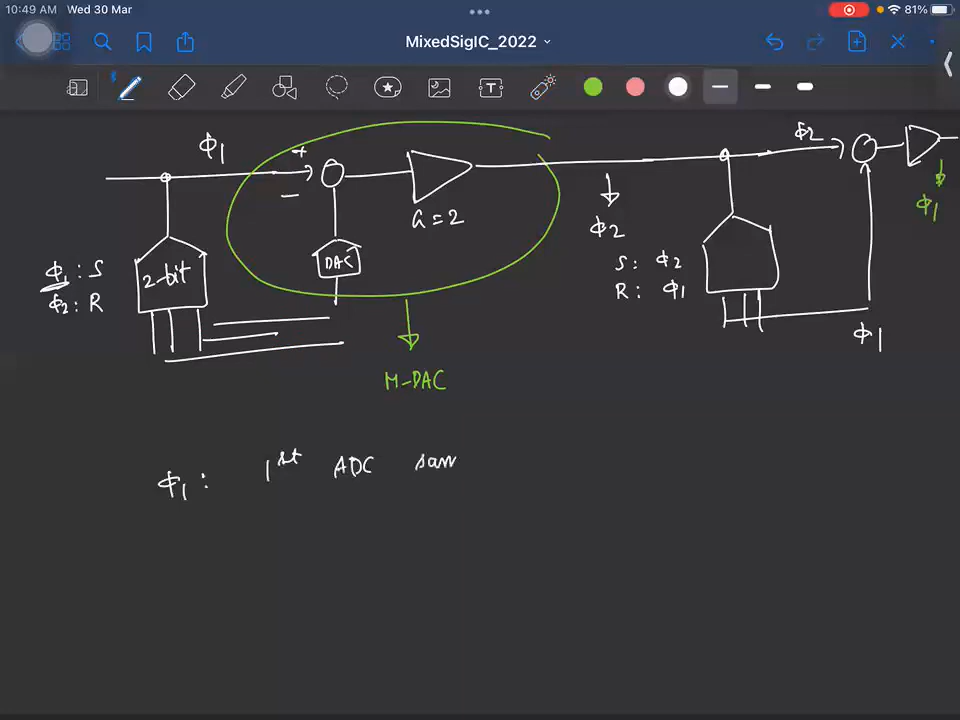 10:49 AM Wed 30 Mar
81%
MixedSigIC_2022
Φ1
+
−
G = 2
Φ2
Φ2
Φ1
2-bit
Φ1 : S
Φ2 : R
DAC
S : Φ2
R : Φ1
Φ1
M-DAC
Φ1 : 1st ADC sam